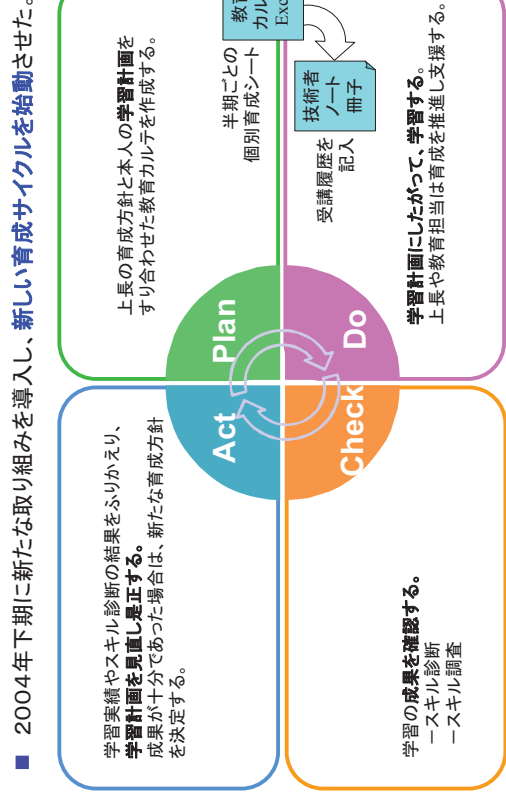 ■ 2004年下期に新たな取り組みを導入し、新しい育成サイクルを始動させた。
学習実績やスキル診断の結果をふりかえり、
学習計画を見直し是正する。
成果が十分であった場合は、新たな育成方針
を決定する。
上長の育成方針と本人の学習計画を
すり合わせた教育カルテを作成する。
半期ごとの
個別育成シート
Act
Plan
Check
Do
学習の成果を確認する。
ースキル診断
ースキル調査
受講履歴を
記入
技術者
ノート
冊子
学習計画にしたがって、学習する。
上長や教育担当は育成を推進し支援する。